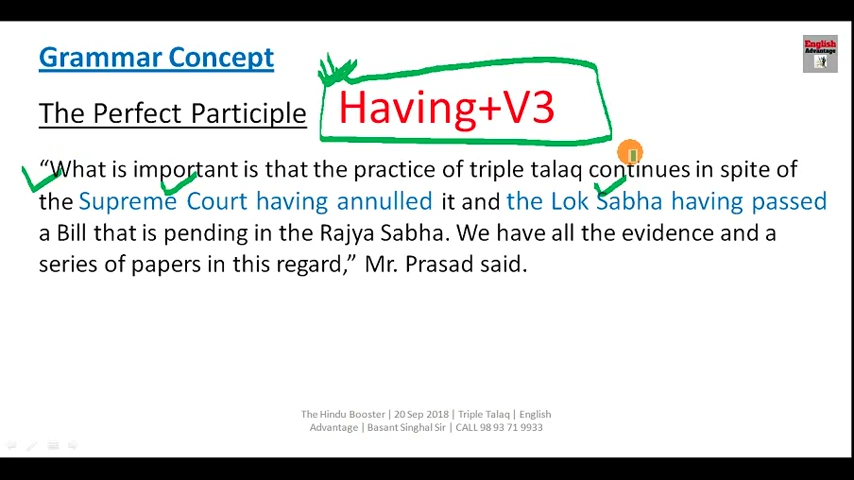 Grammar Concept
English
Advantage
The Perfect Participle Having+V3
“What is important is that the practice of triple talaq continues in spite of
the Supreme Court having annulled it and the Lok Sabha having passed
a Bill that is pending in the Rajya Sabha. We have all the evidence and a
series of papers in this regard,” Mr. Prasad said.
The Hindu Booster | 20 Sep 2018 | Triple Talaq | English
Advantage | Basant Singhal Sir | CALL 98 93 71 9933